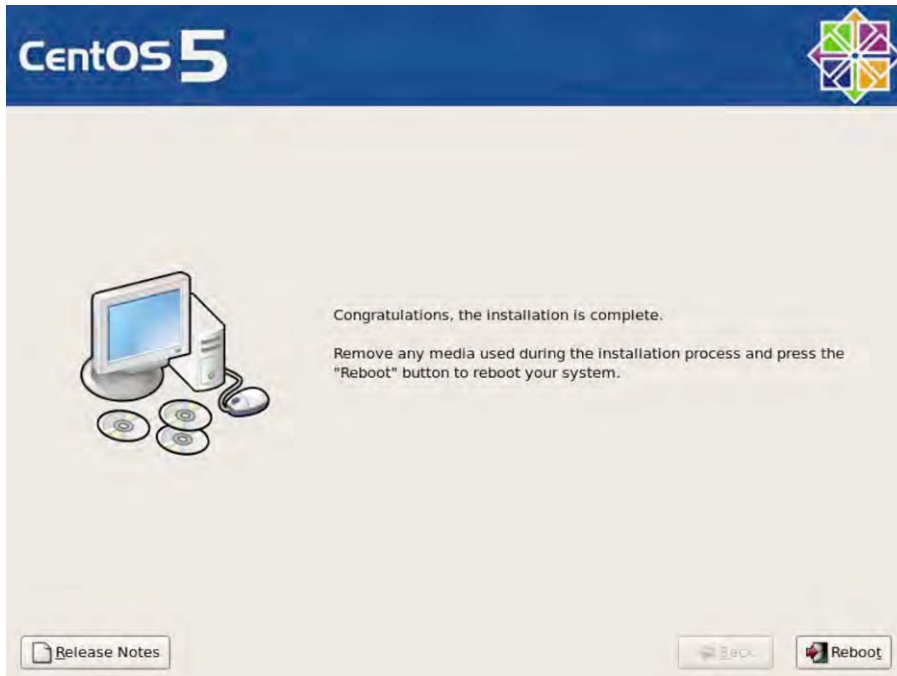 CentOS 5
Congratulations, the installation is complete.
Remove any media used during the installation process and press the
"Reboot" button to reboot your system.
Release Notes
Back
Reboot